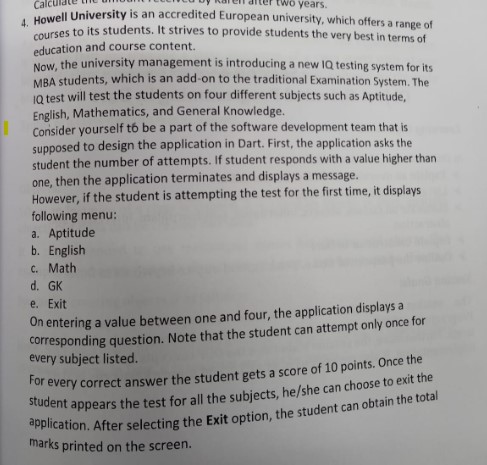 Calculate the amount received by Karen after two years.
4. Howell University is an accredited European university, which offers a range of
courses to its students. It strives to provide students the very best in terms of
education and course content.
Now, the university management is introducing a new IQ testing system for its
MBA students, which is an add-on to the traditional Examination System. The
IQ test will test the students on four different subjects such as Aptitude,
English, Mathematics, and General Knowledge.
Consider yourself to be a part of the software development team that is
supposed to design the application in Dart. First, the application asks the
student the number of attempts. If student responds with a value higher than
one, then the application terminates and displays a message.
However, if the student is attempting the test for the first time, it displays
following menu:
a. Aptitude
b. English
c. Math
d. GK
e. Exit
On entering a value between one and four, the application displays a
corresponding question. Note that the student can attempt only once for
every subject listed.
For every correct answer the student gets a score of 10 points. Once the
student appears the test for all the subjects, he/she can choose to exit the
application. After selecting the Exit option, the student can obtain the total
marks printed on the screen.